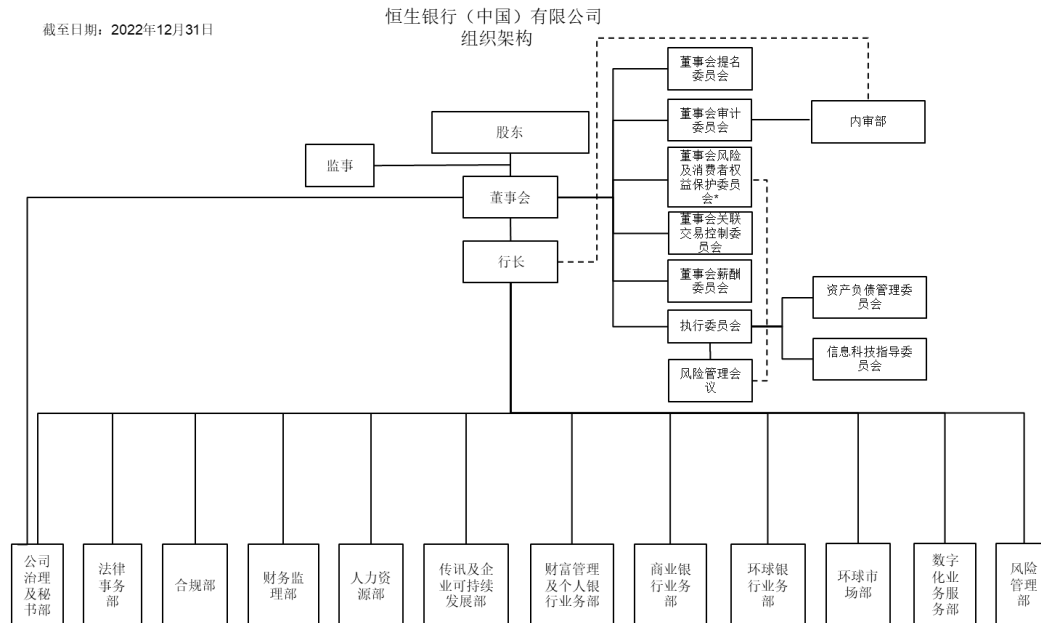 恒生银行（中国）有限公司
组织架构
截至日期：2022年12月31日
董事会提名
委员会
董事会审计
委员会
内审部
股东
监事
董事会风险
及消费者权
益保护委员
会*
董事会
董事会关联
交易控制委
员会
行长
董事会薪酬
委员会
资产负债管理委
员会
执行委员会
信息科技指导委
员会
风险管理会
议
公司
治理
及秘
书部
法律
事务
部
合规部
财务监
理部
人力资
源部
传讯及企
业可持续
发展部
财富管理
及个人银
行业务部
商业银
行业务部
环球银
行业务部
环球市
场部
数字
化业
务服
务部
风险
管理
部